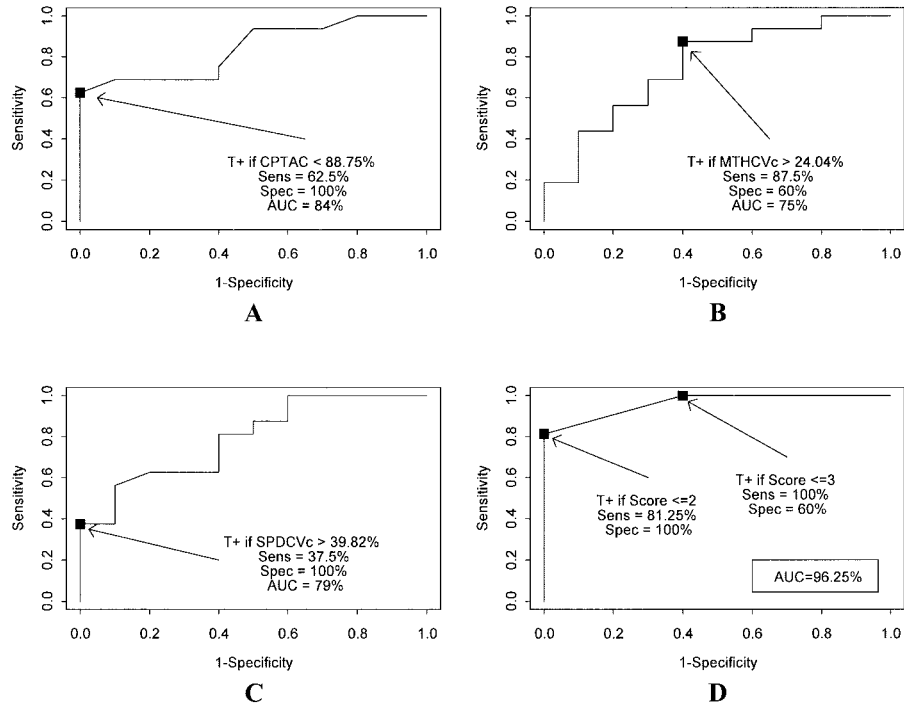 Sensitivity
0.0 0.2 0.4 0.6 0.8 1.0
T+ if CPTAC < 88.75%
Sens = 62.5%
Spec = 100%
AUC = 84%
0.0 0.2 0.4 0.6 0.8 1.0
1-Specificity
A
Sensitivity
0.0 0.2 0.4 0.6 0.8 1.0
T+ if MTHCVc > 24.04%
Sens = 87.5%
Spec = 60%
AUC = 75%
0.0 0.2 0.4 0.6 0.8 1.0
1-Specificity
B
Sensitivity
0.0 0.2 0.4 0.6 0.8 1.0
T+ if SPDCVc > 39.82%
Sens = 37.5%
Spec = 100%
AUC = 79%
0.0 0.2 0.4 0.6 0.8 1.0
1-Specificity
C
Sensitivity
0.0 0.2 0.4 0.6 0.8 1.0
T+ if Score <=2
Sens = 81.25%
Spec = 100%
T+ if Score <=3
Sens = 100%
Spec = 60%
AUC=96.25%
0.0 0.2 0.4 0.6 0.8 1.0
1-Specificity
D